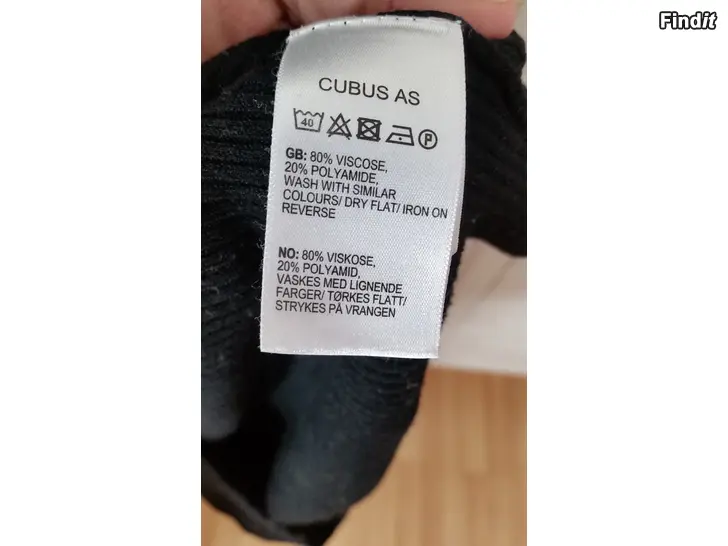 Findit
CUBUS AS
40
P
GB: 80% VISCOSE,
20% POLYAMIDE,
WASH WITH SIMILAR
COLOURS/ DRY FLAT/ IRON ON
REVERSE
NO: 80% VISKOSE,
20% POLYAMID,
VASKES MED LIGNENDE
FARGER/ TØRKES FLATT/
STRYKES PÅ VRANGEN